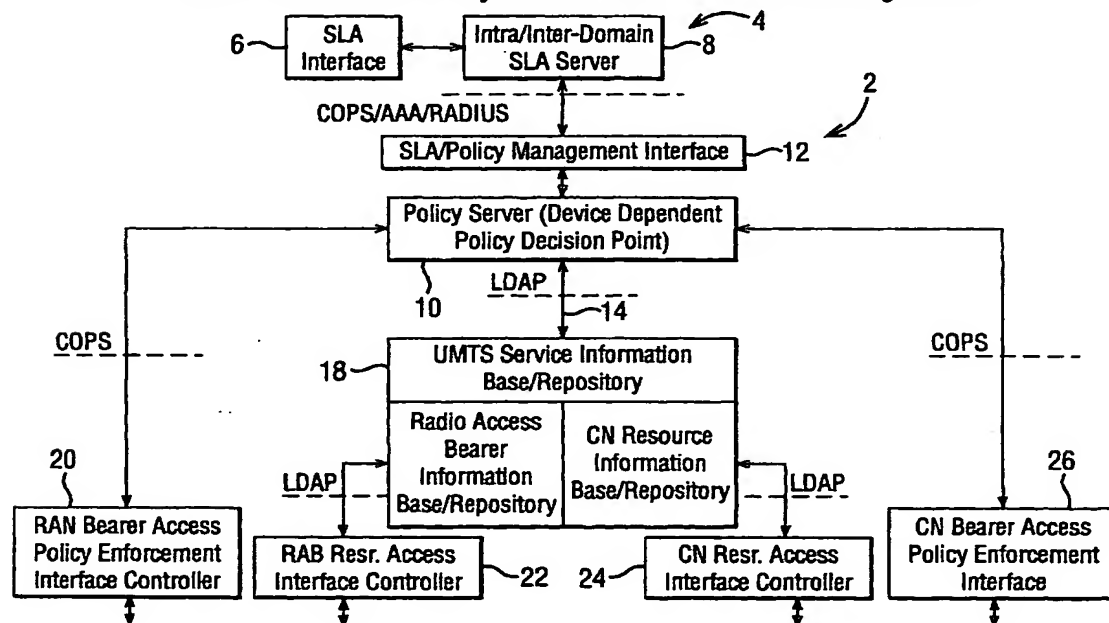 6
SLA
Interface
Intra/Inter-Domain
SLA Server
8
4
COPS/AAA/RADIUS
2
SLA/Policy Management Interface
12
Policy Server (Device Dependent
Policy Decision Point)
10
LDAP
14
COPS
COPS
18
UMTS Service Information
Base/Repository
Radio Access
Bearer
Information
Base/Repository
CN Resource
Information
Base/Repository
20
LDAP
LDAP
26
RAN Bearer Access
Policy Enforcement
Interface Controller
RAB Resr. Access
Interface Controller
22
24
CN Resr. Access
Interface Controller
CN Bearer Access
Policy Enforcement
Interface